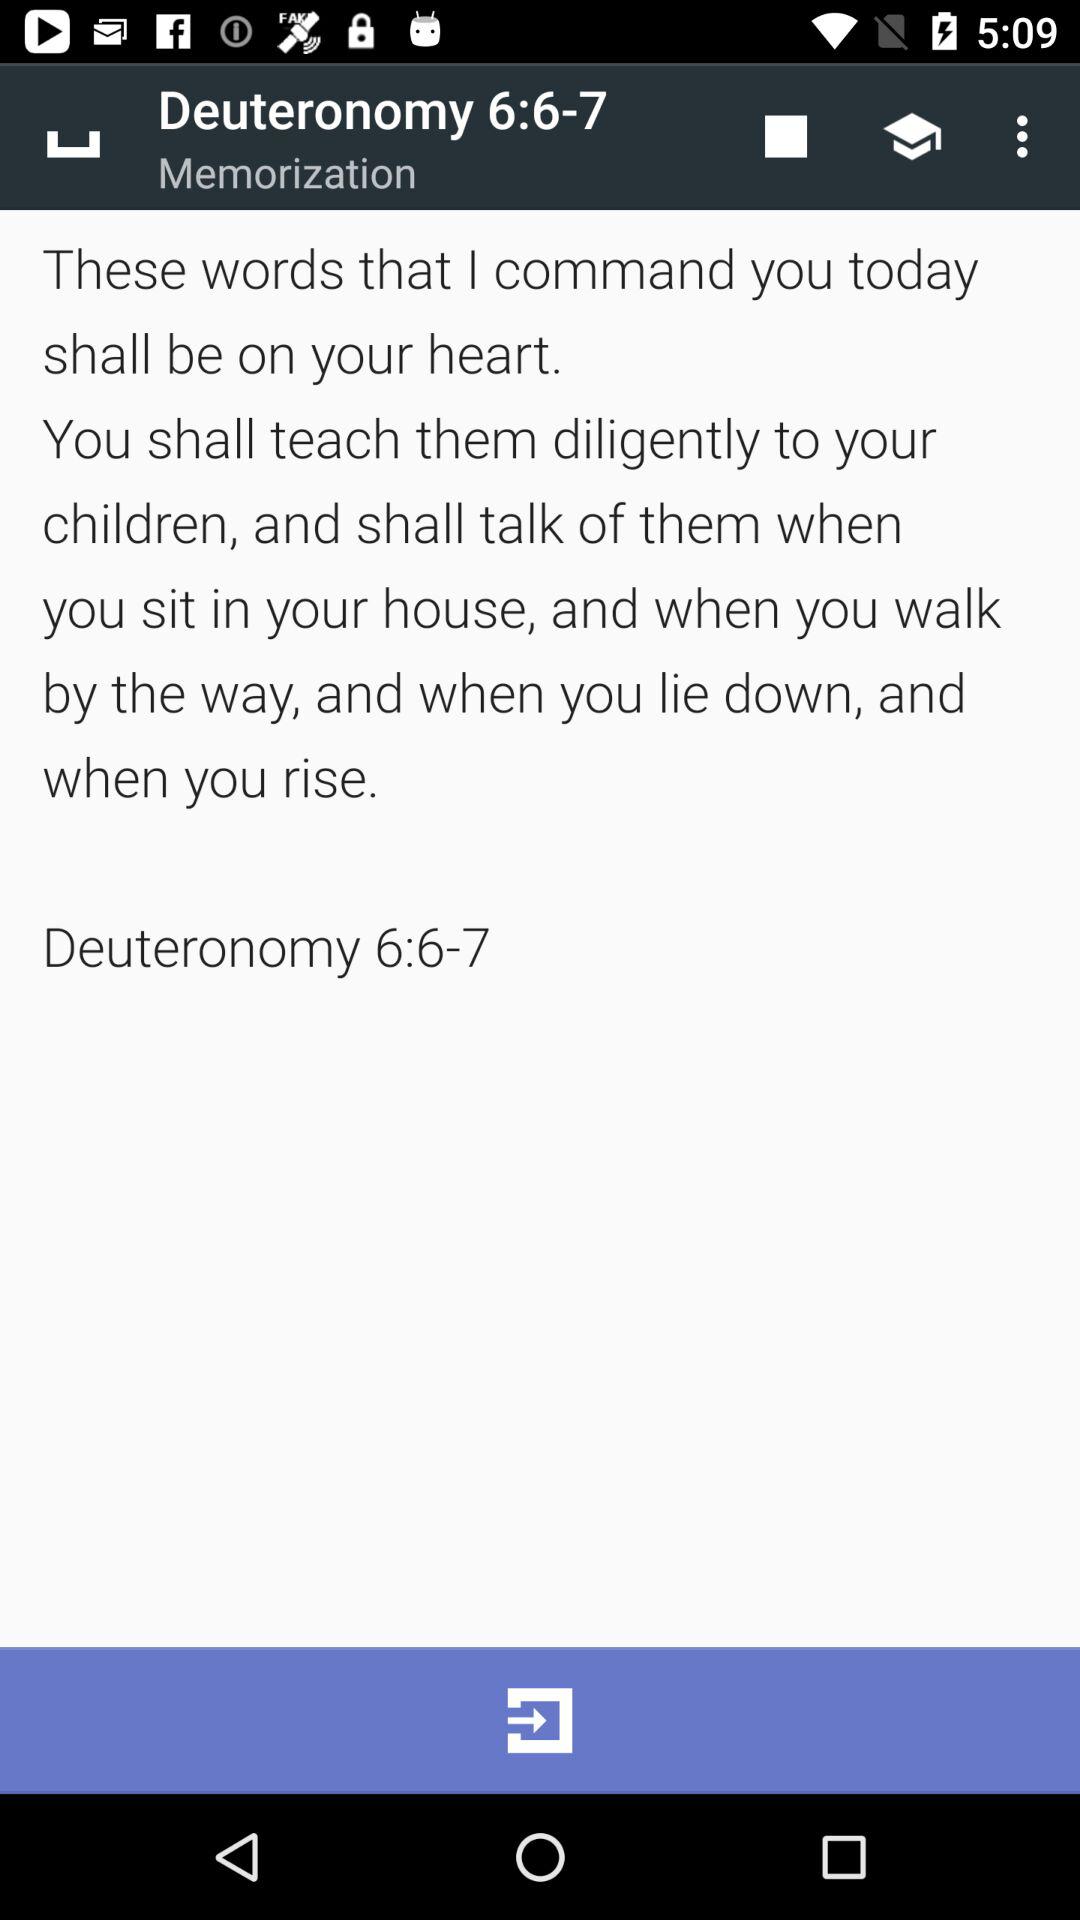 FAKE
5:09
Deuteronomy 6:6-7
Memorization
These words that I command you today
shall be on your heart.
You shall teach them diligently to your
children, and shall talk of them when
you sit in your house, and when you walk
by the way, and when you lie down, and
when you rise.
Deuteronomy 6:6-7